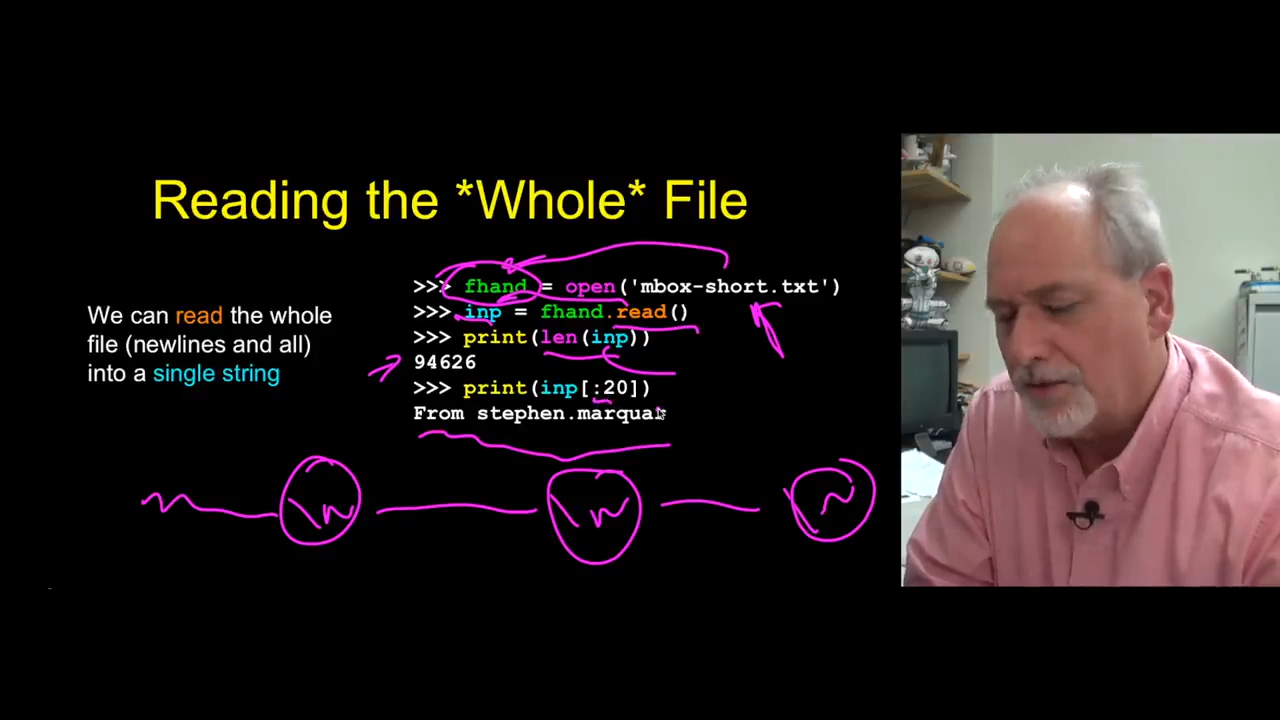 Reading the *Whole* File
We can read the whole
file (newlines and all)
into a single string
>>> fhand = open('mbox-short.txt')
>>> inp = fhand.read()
>>> print(len(inp))
94626
>>> print(inp[:20])
From stephen.marquar
\n \n \n